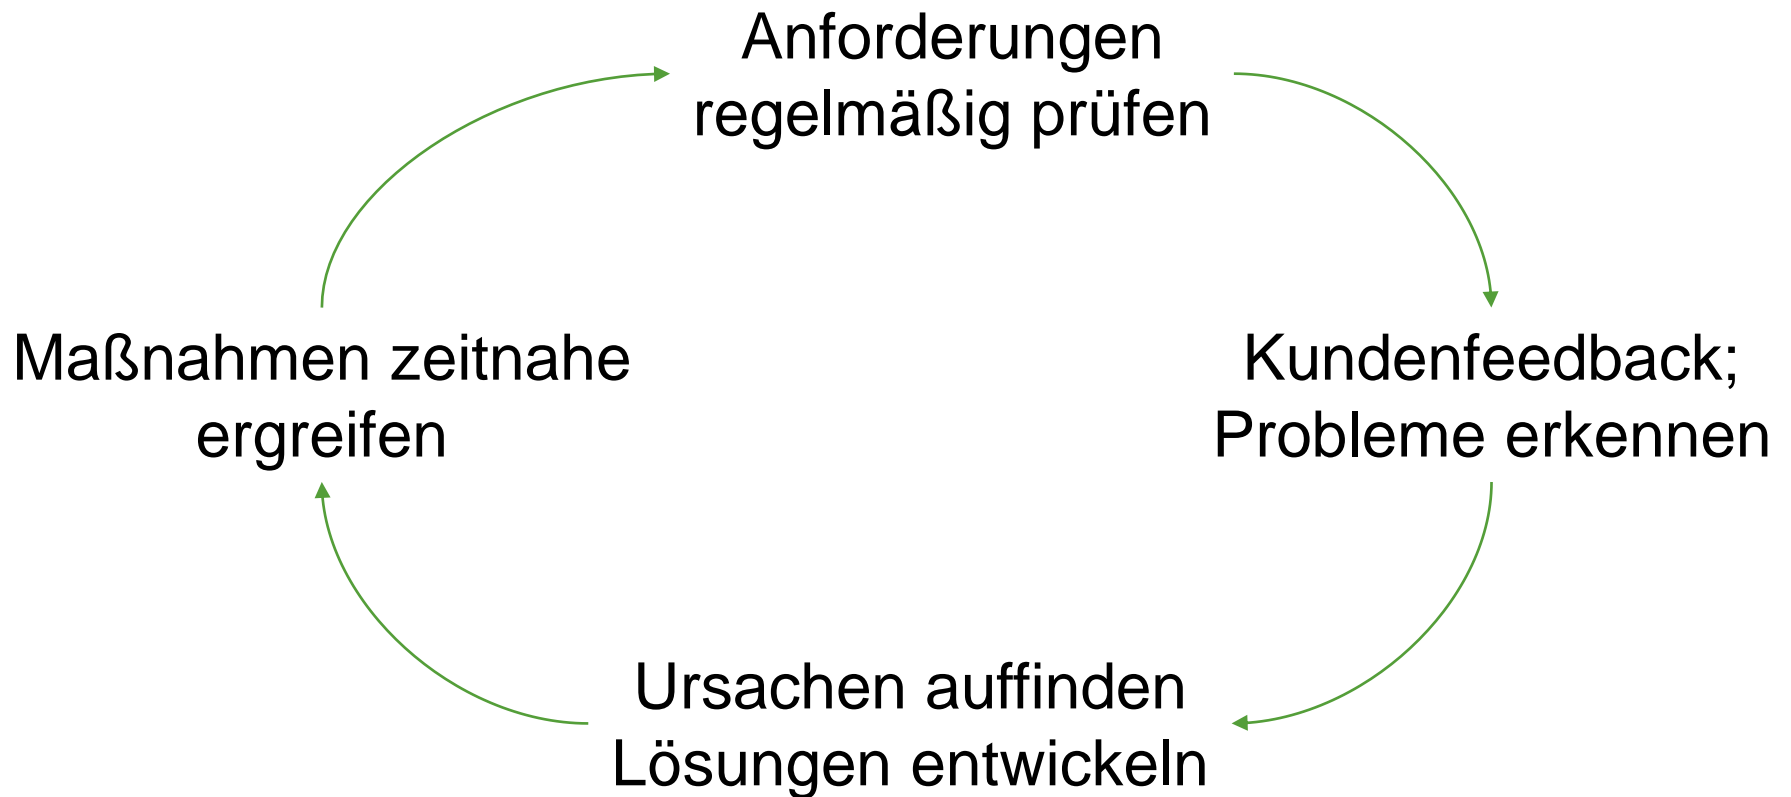 Anforderungen
regelmäßig prüfen
Maßnahmen zeitnahe
ergreifen
Kundenfeedback;
Probleme erkennen
Ursachen auffinden
Lösungen entwickeln